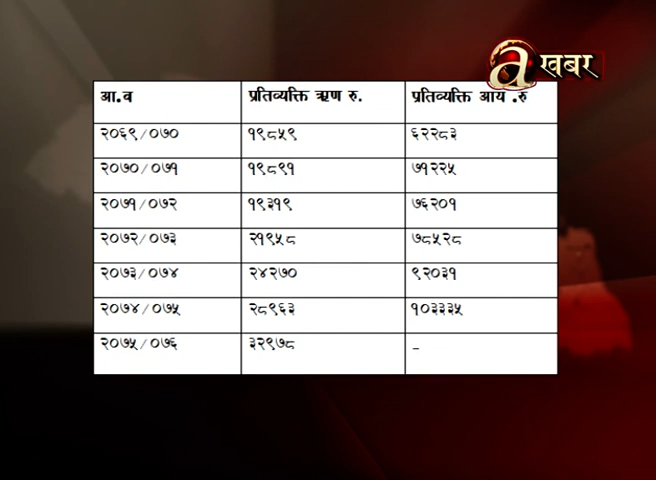 a खबर
आ.व प्रतिव्यक्ति ऋण रु. प्रतिव्यक्ति आय .रु
२०६९/०७० १९८५९ ६२२८३
२०७०/०७१ १९८९१ ७१२२५
२०७१/०७२ १९३१९ ७६२०१
२०७२/०७३ २१९५८ ७८५२८
२०७३/०७४ २४२७० ९२०३१
२०७४/०७५ २८९६३ १०३३३५
२०७५/०७६ ३२९७८ –